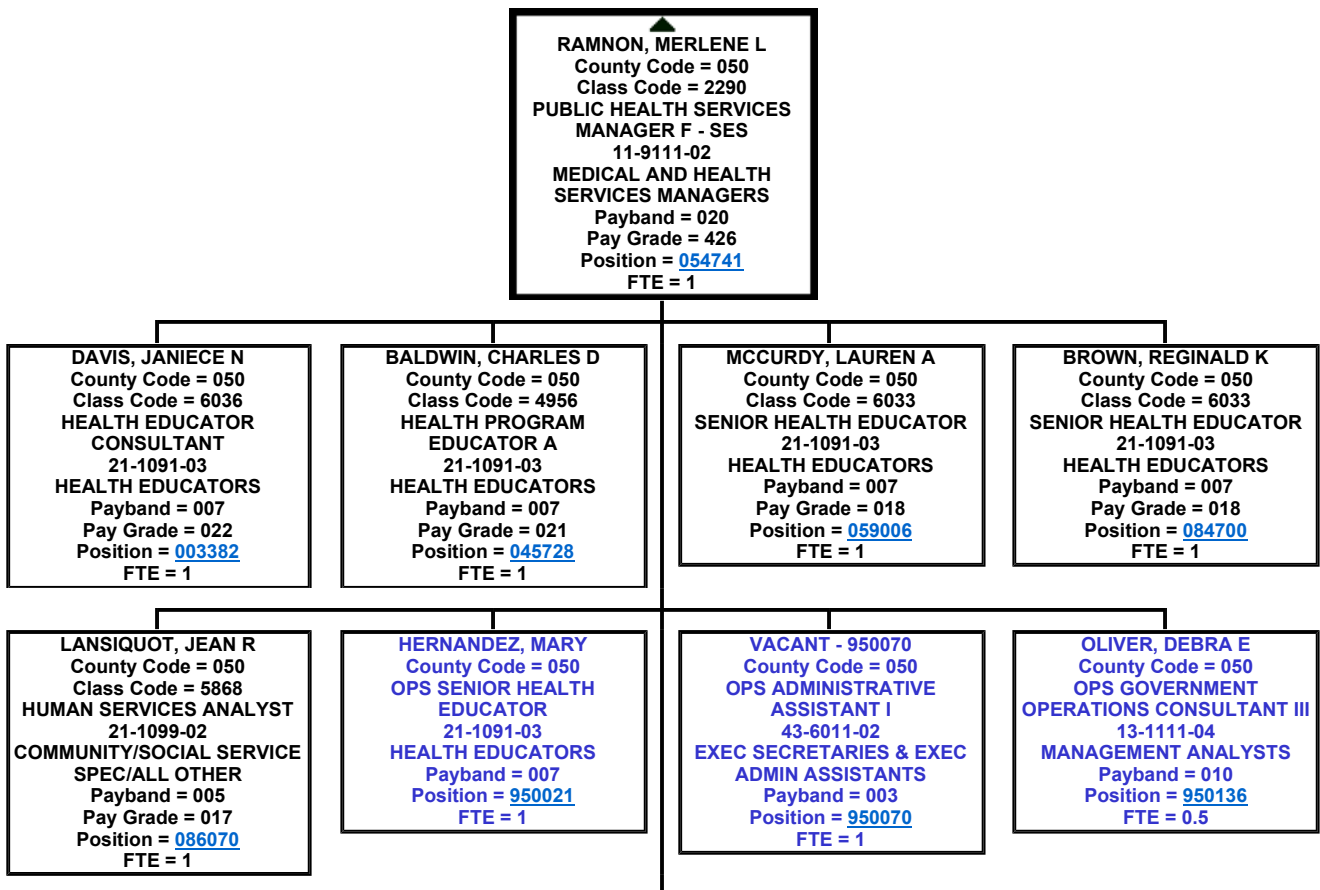 RAMNON, MERLENE L
County Code = 050
Class Code = 2290
PUBLIC HEALTH SERVICES
MANAGER F - SES
11-9111-02
MEDICAL AND HEALTH
SERVICES MANAGERS
Payband = 020
Pay Grade = 426
Position = 054741
FTE = 1
DAVIS, JANIECE N
County Code = 050
Class Code = 6036
HEALTH EDUCATOR
CONSULTANT
21-1091-03
HEALTH EDUCATORS
Payband = 007
Pay Grade = 022
Position = 003382
FTE = 1
BALDWIN, CHARLES D
County Code = 050
Class Code = 4956
HEALTH PROGRAM
EDUCATOR A
21-1091-03
HEALTH EDUCATORS
Payband = 007
Pay Grade = 021
Position = 045728
FTE = 1
MCCURDY, LAUREN A
County Code = 050
Class Code = 6033
SENIOR HEALTH EDUCATOR
21-1091-03
HEALTH EDUCATORS
Payband = 007
Pay Grade = 018
Position = 059006
FTE = 1
BROWN, REGINALD K
County Code = 050
Class Code = 6033
SENIOR HEALTH EDUCATOR
21-1091-03
HEALTH EDUCATORS
Payband = 007
Pay Grade = 018
Position = 084700
FTE = 1
LANSIQUOT, JEAN R
County Code = 050
Class Code = 5868
HUMAN SERVICES ANALYST
21-1099-02
COMMUNITY/SOCIAL SERVICE
SPEC/ALL OTHER
Payband = 005
Pay Grade = 017
Position = 086070
FTE = 1
HERNANDEZ, MARY
County Code = 050
OPS SENIOR HEALTH
EDUCATOR
21-1091-03
HEALTH EDUCATORS
Payband = 007
Position = 950021
FTE = 1
VACANT - 950070
County Code = 050
OPS ADMINISTRATIVE
ASSISTANT I
43-6011-02
EXEC SECRETARIES & EXEC
ADMIN ASSISTANTS
Payband = 003
Position = 950070
FTE = 1
OLIVER, DEBRA E
County Code = 050
OPS GOVERNMENT
OPERATIONS CONSULTANT III
13-1111-04
MANAGEMENT ANALYSTS
Payband = 010
Position = 950136
FTE = 0.5